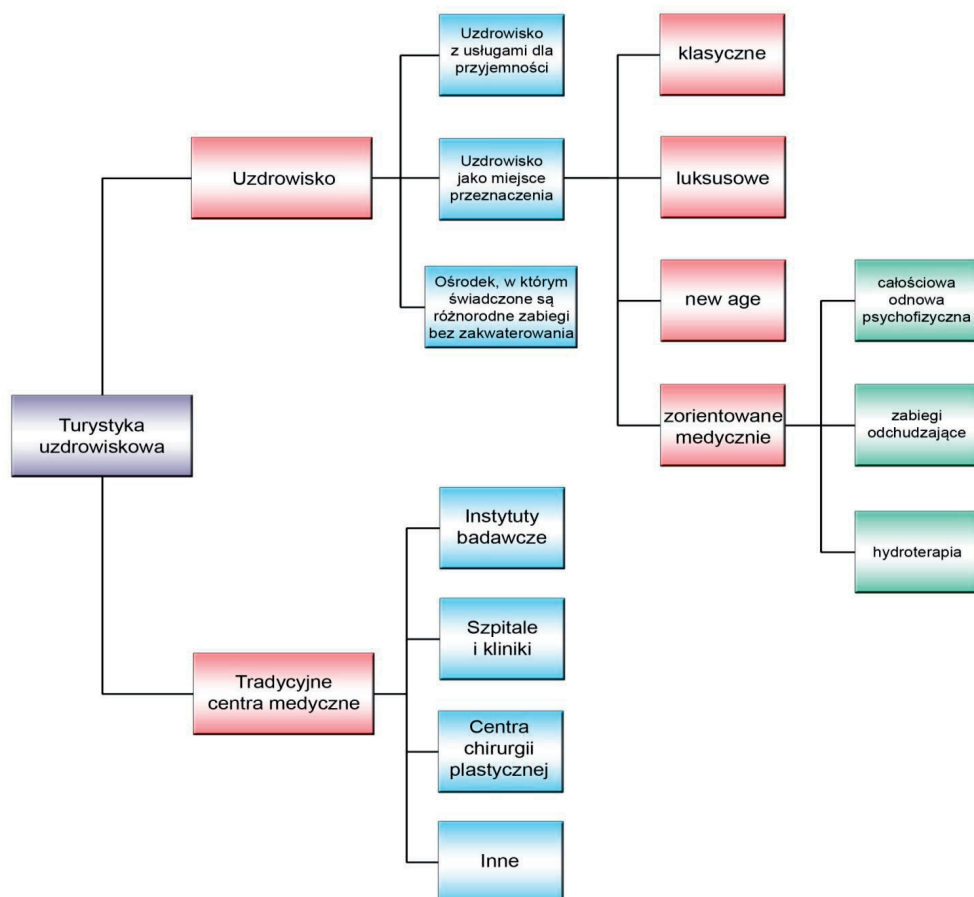 Turystyka
uzdrowiskowa
Uzdrowisko
Uzdrowisko
z usługami dla
przyjemności
Uzdrowisko
jako miejsce
przeznaczenia
Ośrodek, w którym
świadczone są
różnorodne zabiegi
bez zakwaterowania
klasyczne
luksusowe
new age
zorientowane
medycznie
całościowa
odnowa
psychofizyczna
zabiegi
odchudzające
hydroterapia
Tradycyjne
centra medyczne
Instytuty
badawcze
Szpitale
i kliniki
Centra
chirurgii
plastycznej
Inne